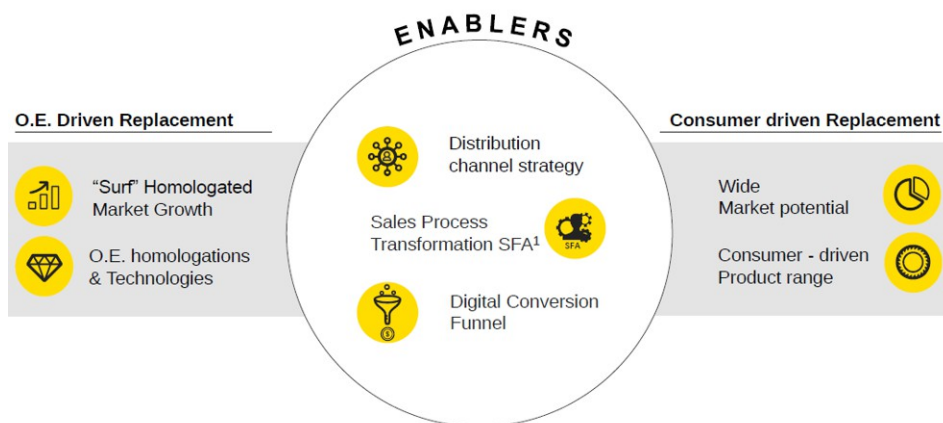 ENABLERS
O.E. Driven Replacement
“Surf” Homologated
Market Growth
O.E. homologations
& Technologies
Distribution
channel strategy
Sales Process
Transformation SFA¹
SFA
Digital Conversion
Funnel
$
Consumer driven Replacement
Wide
Market potential
Consumer - driven
Product range